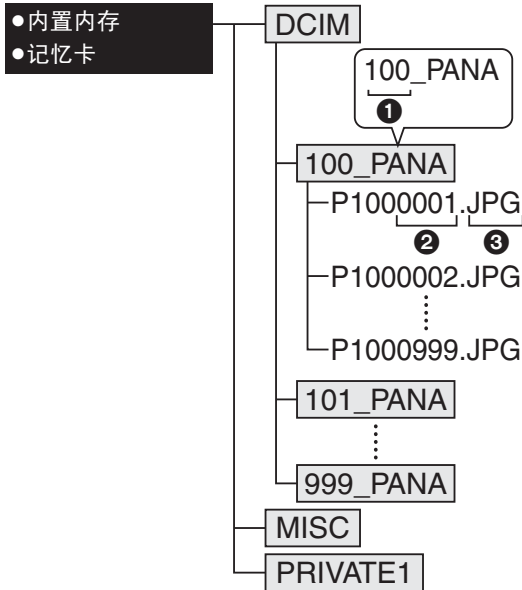 ●内置内存
●记忆卡
DCIM
100_PANA
❶
100_PANA
P1000001.JPG
❷ ❸
P1000002.JPG
P1000999.JPG
101_PANA
999_PANA
MISC
PRIVATE1